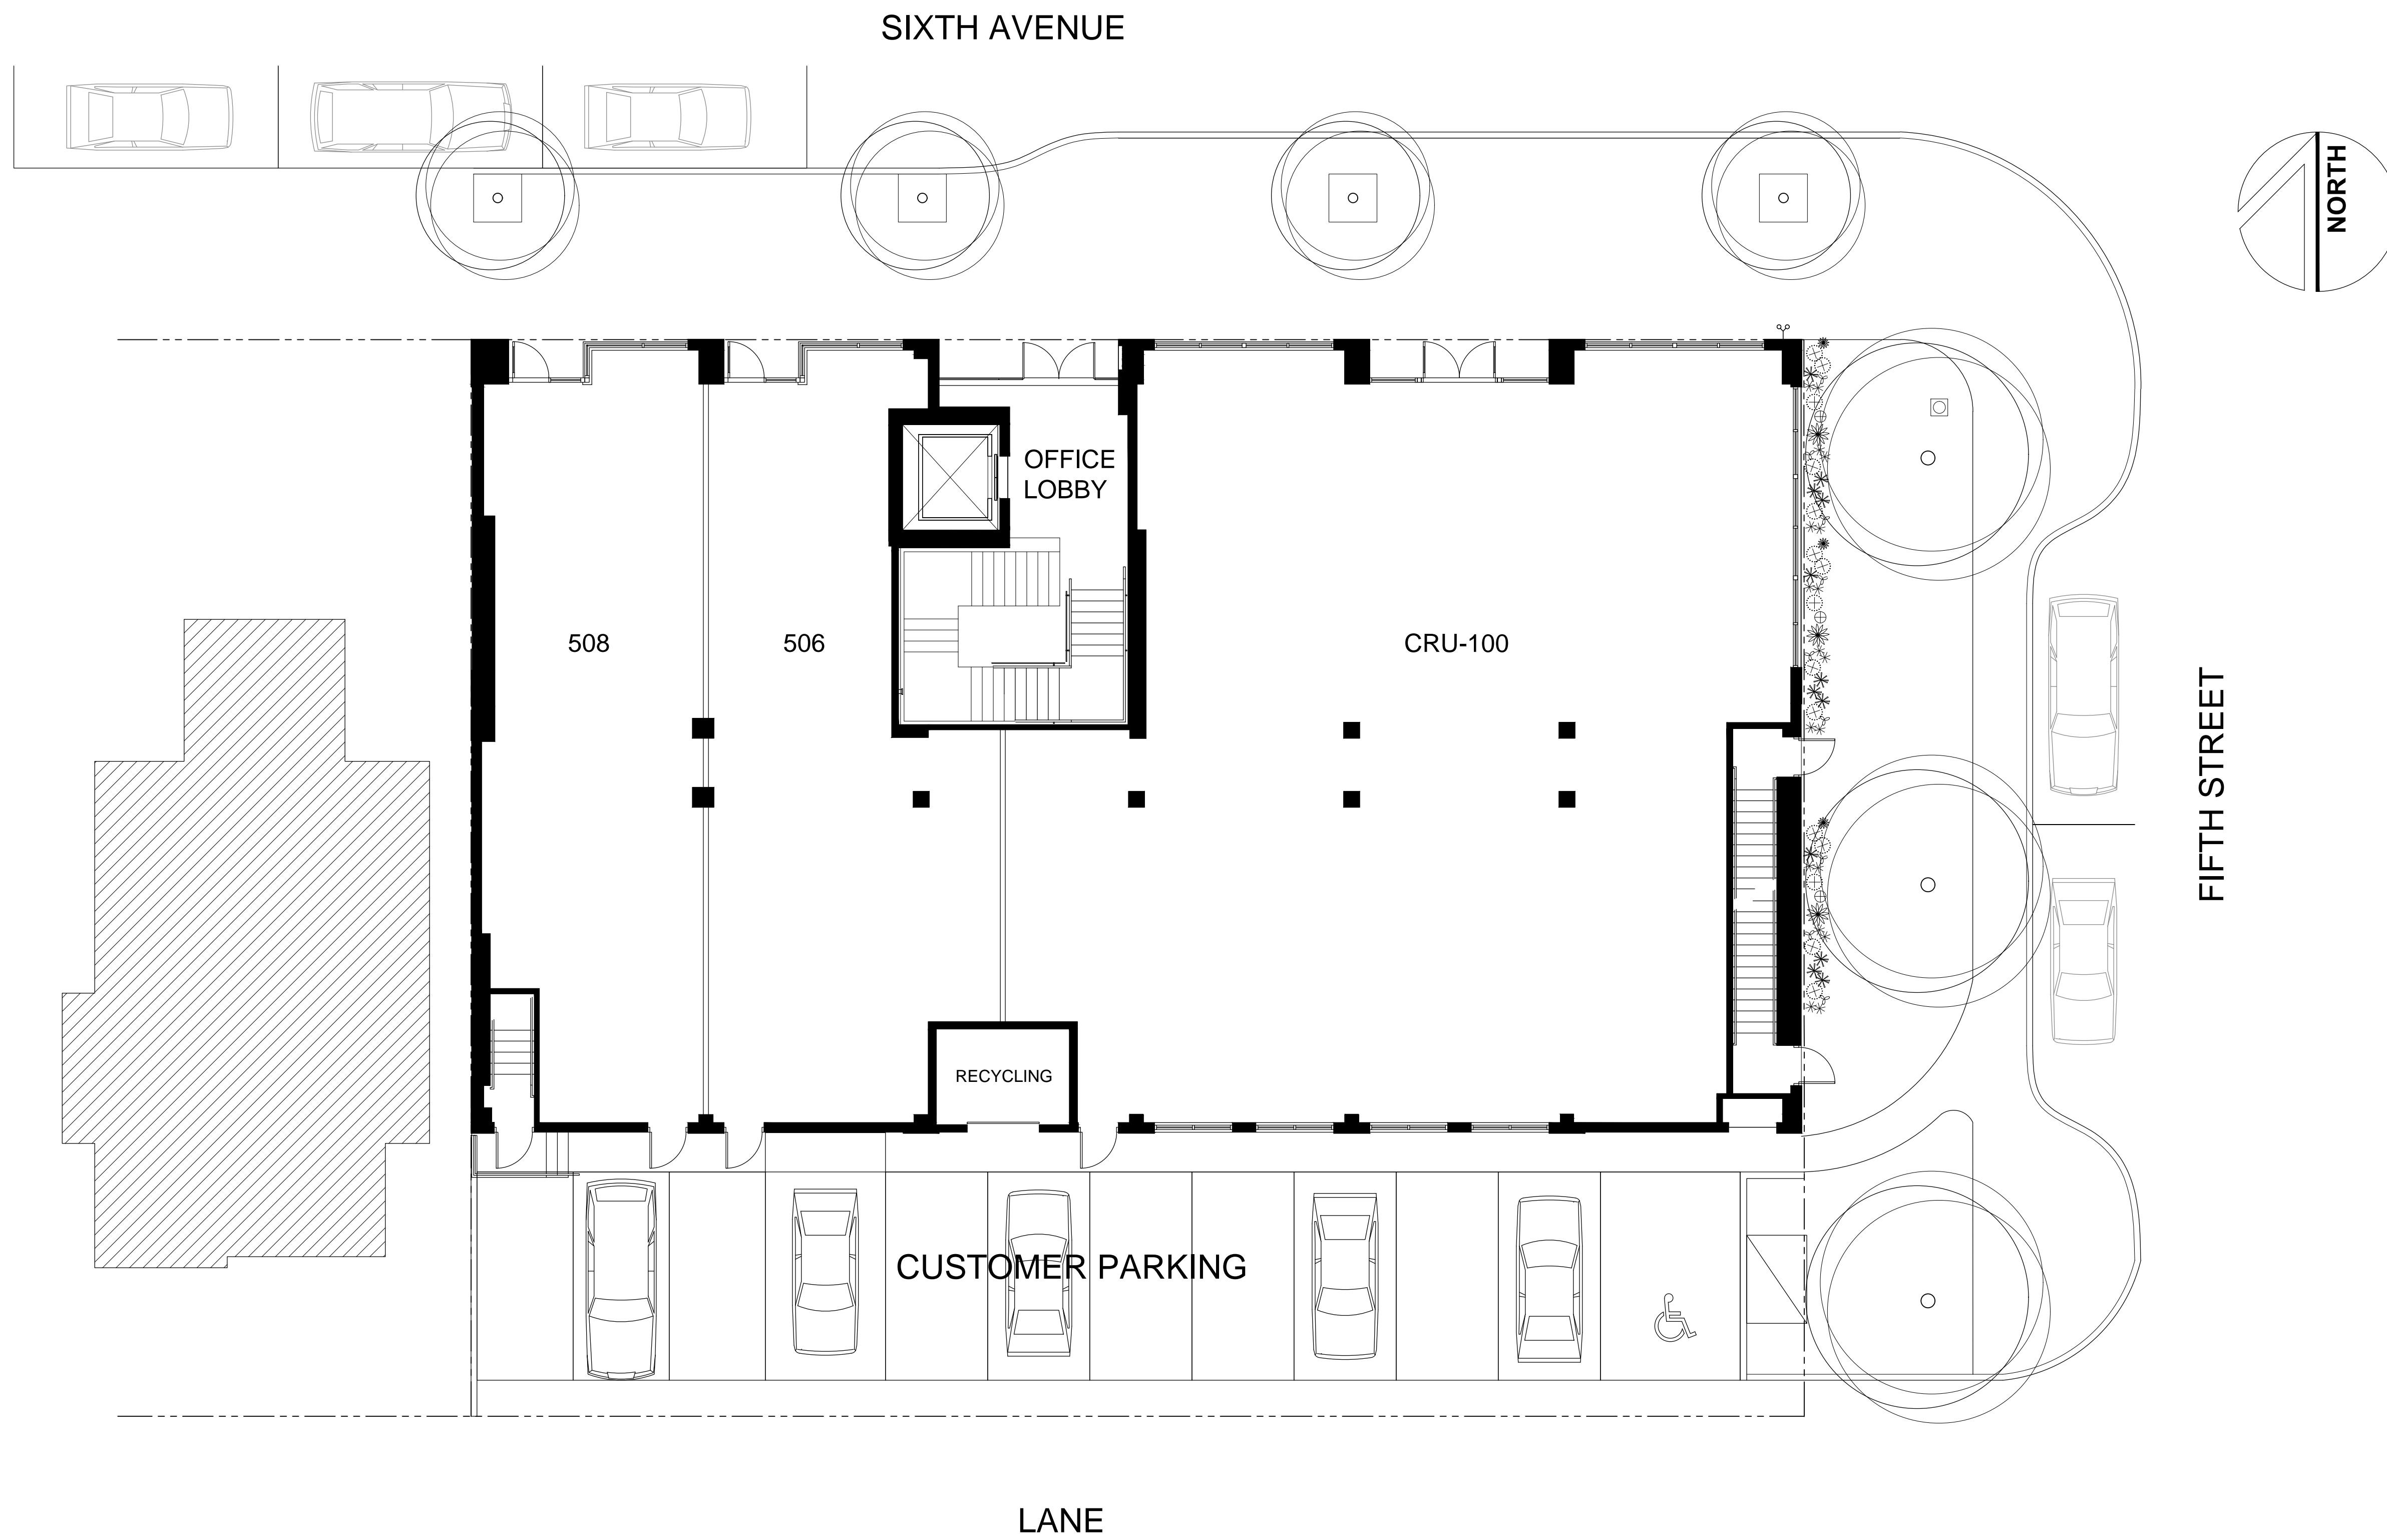 SIXTH AVENUE
NORTH
OFFICE
LOBBY
508
506
CRU-100
FIFTH STREET
RECYCLING
CUSTOMER PARKING
LANE